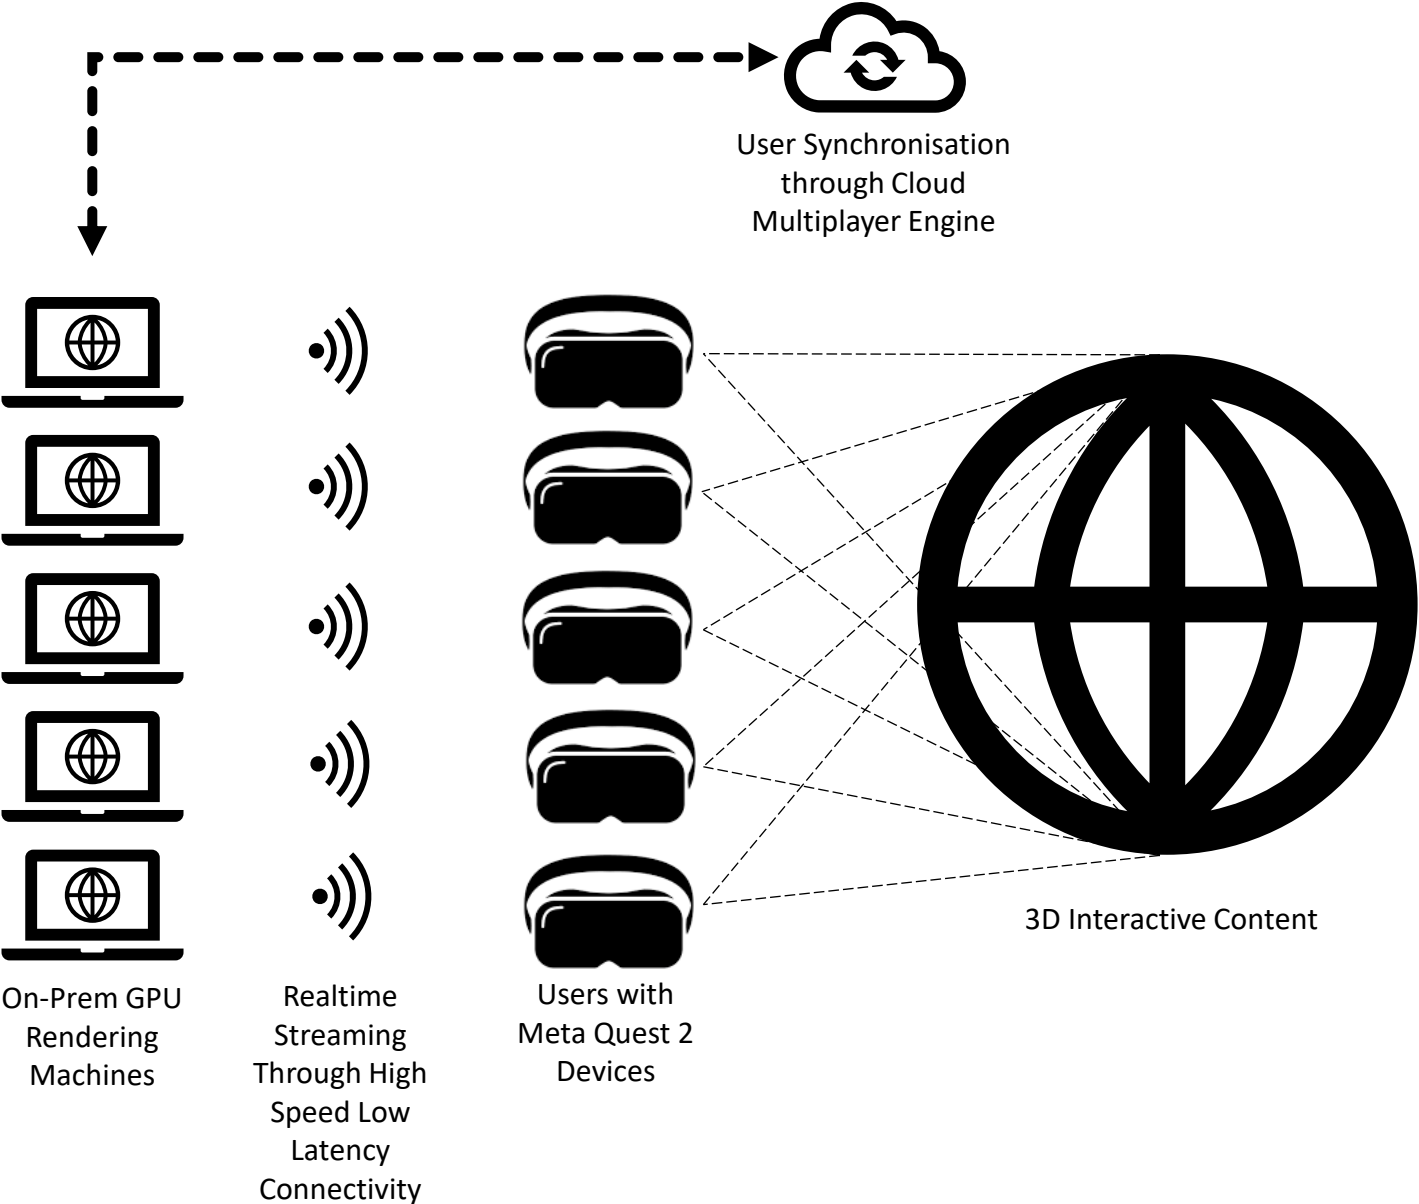 User Synchronisation
through Cloud
Multiplayer Engine
3D Interactive Content
On-Prem GPU
Rendering
Machines
Realtime
Streaming
Through High
Speed Low
Latency
Connectivity
Users with
Meta Quest 2
Devices